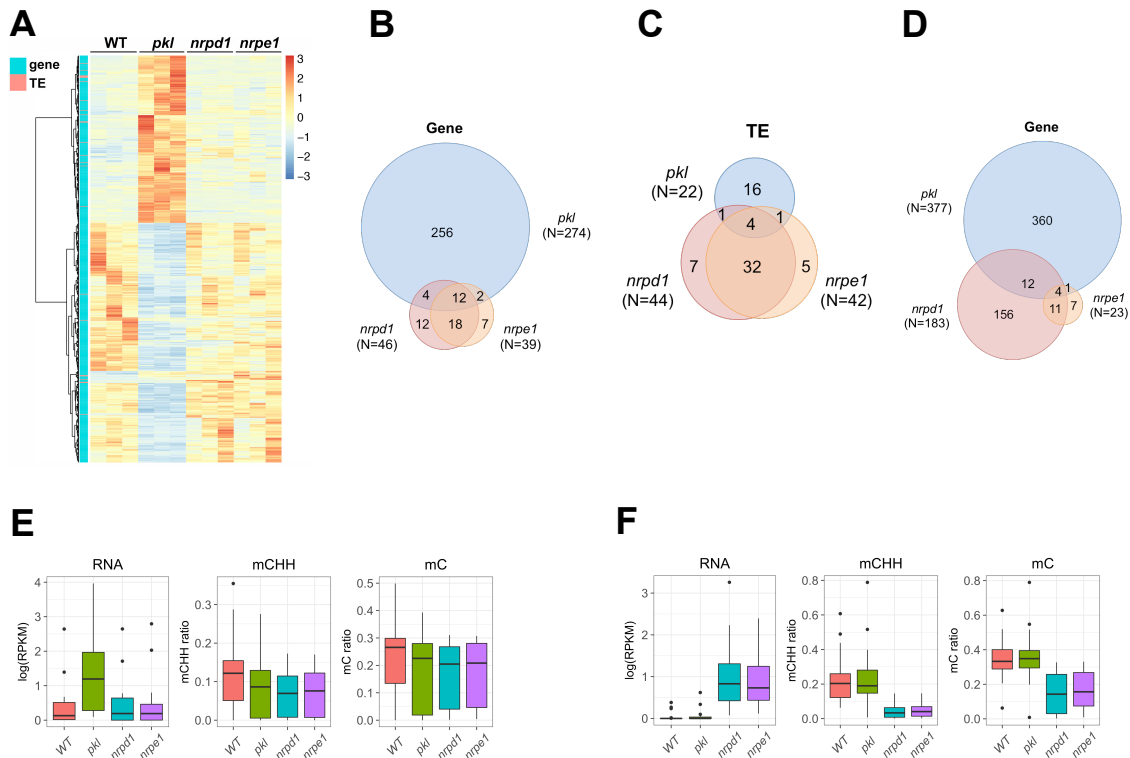 A
B
C
D
WT pkl nrpd1 nrpe1
gene
TE
3
2
1
0
−1
−2
−3
Gene
256
pkl
(N=274)
4 12 2
12 18 7
nrpd1
(N=46)
nrpe1
(N=39)
TE
pkl
(N=22)
16
1 4 1
7 32 5
nrpd1
(N=44)
nrpe1
(N=42)
Gene
pkl
(N=377)
360
12 4 1
156 11 7
nrpd1
(N=183)
nrpe1
(N=23)
E
RNA
log(RPKM)
4
3
2
1
0
WT pkl nrpd1 nrpe1
mCHH
mCHH ratio
0.3
0.2
0.1
0.0
WT pkl nrpd1 nrpe1
mC
mC ratio
0.5
0.4
0.3
0.2
0.1
0.0
WT pkl nrpd1 nrpe1
F
RNA
log(RPKM)
3
2
1
0
WT pkl nrpd1 nrpe1
mCHH
mCHH ratio
0.8
0.6
0.4
0.2
0.0
WT pkl nrpd1 nrpe1
mC
mC ratio
0.8
0.6
0.4
0.2
0.0
WT pkl nrpd1 nrpe1